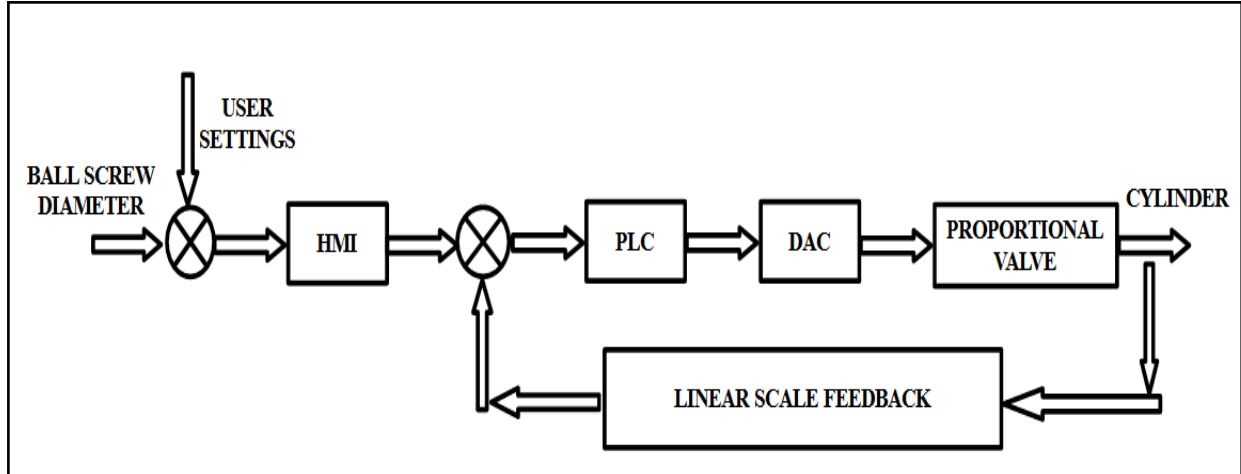 USER
SETTINGS
BALL SCREW
DIAMETER
HMI
PLC
DAC
PROPORTIONAL
VALVE
CYLINDER
LINEAR SCALE FEEDBACK